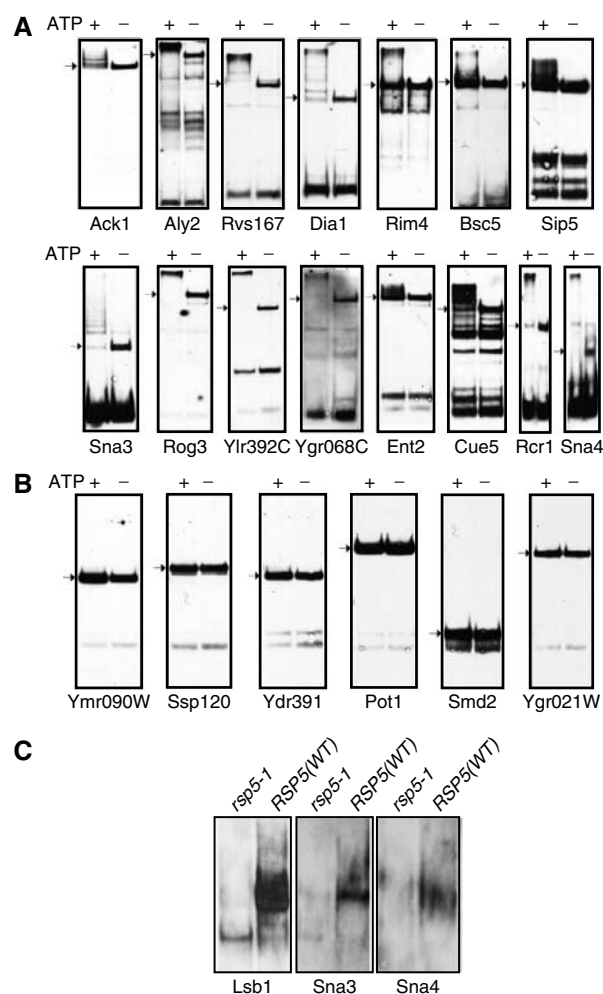 A
ATP + − + − + − + − + − + − + −
Ack1 Aly2 Rvs167 Dia1 Rim4 Bsc5 Sip5
ATP + − + − + − + − + − + − + − + −
Sna3 Rog3 Ylr392C Ygr068C Ent2 Cue5 Rcr1 Sna4
B
ATP + − + − + − + − + − + −
Ymr090W Ssp120 Ydr391 Pot1 Smd2 Ygr021W
C
rsp5-1 RSP5(WT) rsp5-1 RSP5(WT) rsp5-1 RSP5(WT)
Lsb1 Sna3 Sna4